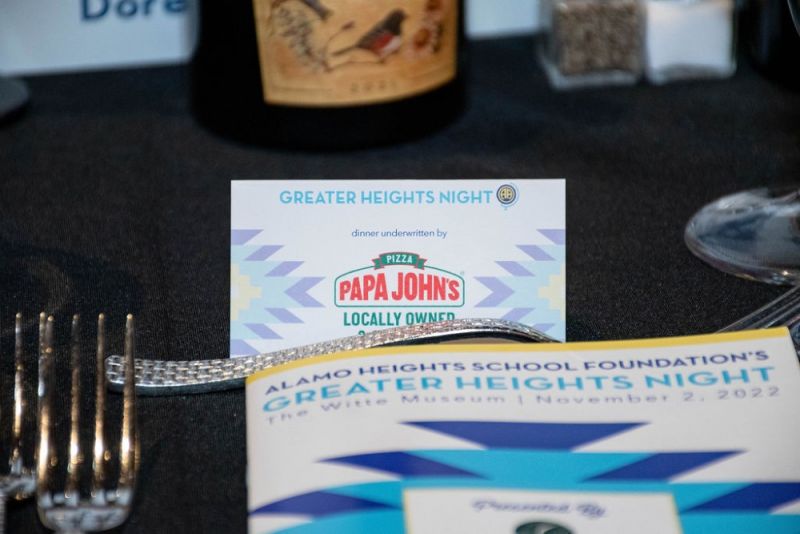 Dore
2021
GREATER HEIGHTS NIGHT
dinner underwritten by
PIZZA
PAPA JOHN'S
LOCALLY OWNED
ALAMO HEIGHTS SCHOOL FOUNDATION'S
GREATER HEIGHTS NIGHT
The Witte Museum | November 2, 2022
Presented By